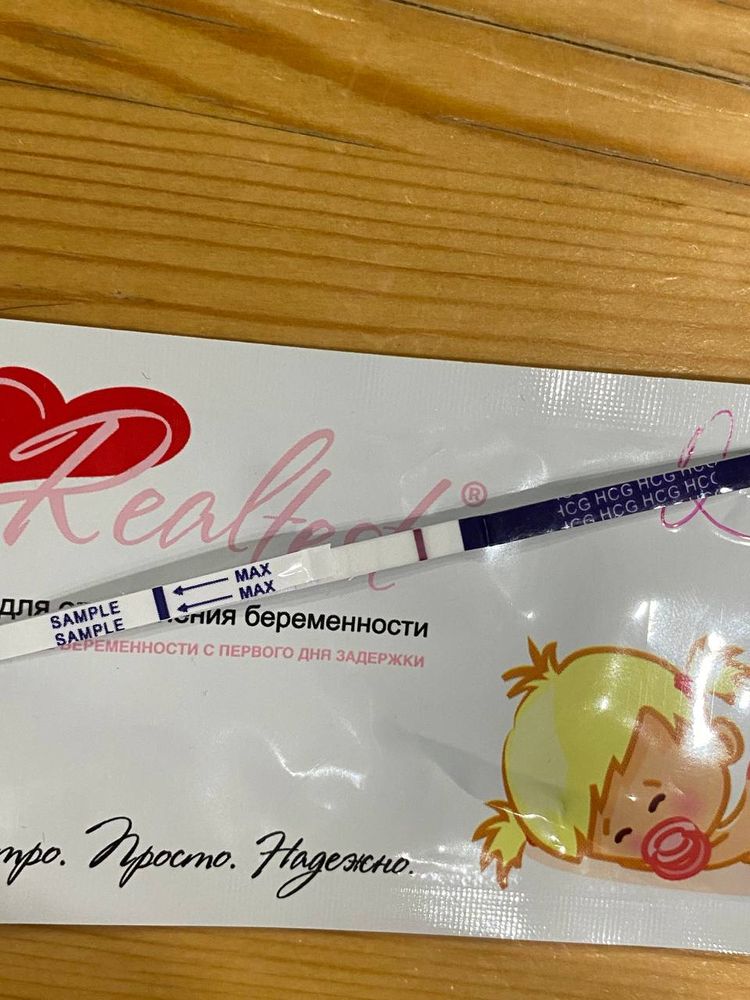 Realtest®
HCG HCG HCG HCG
HCG HCG HCG HCG
MAX
MAX
SAMPLE
SAMPLE
для беременности
БЕРЕМЕННОСТИ С ПЕРВОГО ДНЯ ЗАДЕРЖКИ
Просто. Надежно.